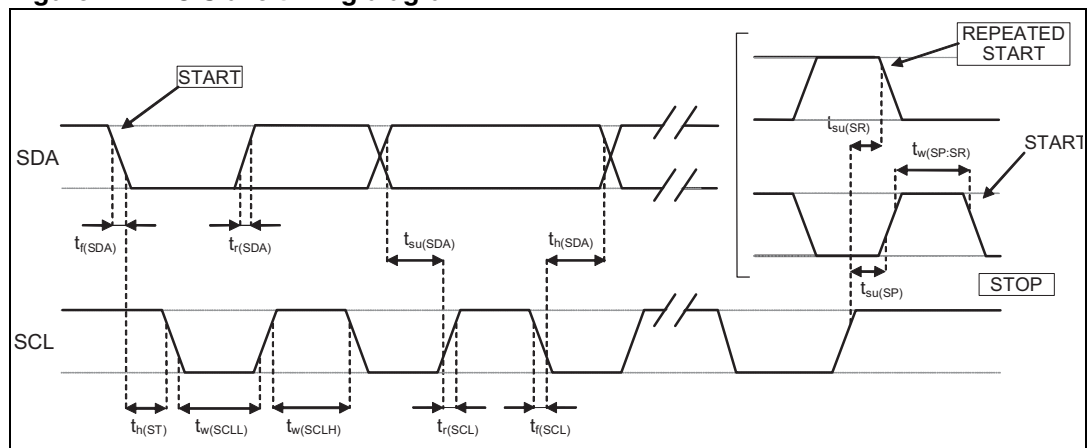 REPEATED
START
START
t_su(SR)
t_w(SP:SR)
START
SDA
t_f(SDA)
t_r(SDA)
t_su(SDA)
t_h(SDA)
t_su(SP)
STOP
SCL
t_h(ST)
t_w(SCLL)
t_w(SCLH)
t_r(SCL)
t_f(SCL)